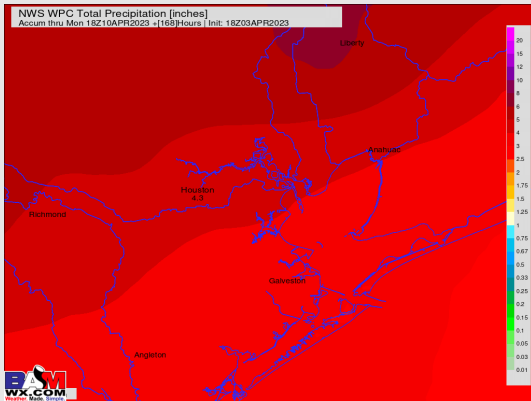 NWS WPC Total Precipitation [inches]
Accum thru Mon 18Z10APR2023 +[168]Hours | Init: 18Z03APR2023
Liberty
20
15
12
10
8
6
5
4
3
2.5
2
1.75
1.5
1.25
1
0.75
0.67
0.5
0.33
0.25
0.2
0.15
0.1
0.05
0.03
0.01
Anahuac
Houston
4.3
Richmond
Galveston
Angleton
BAM
WX.COM
Weather. Made. Simple.